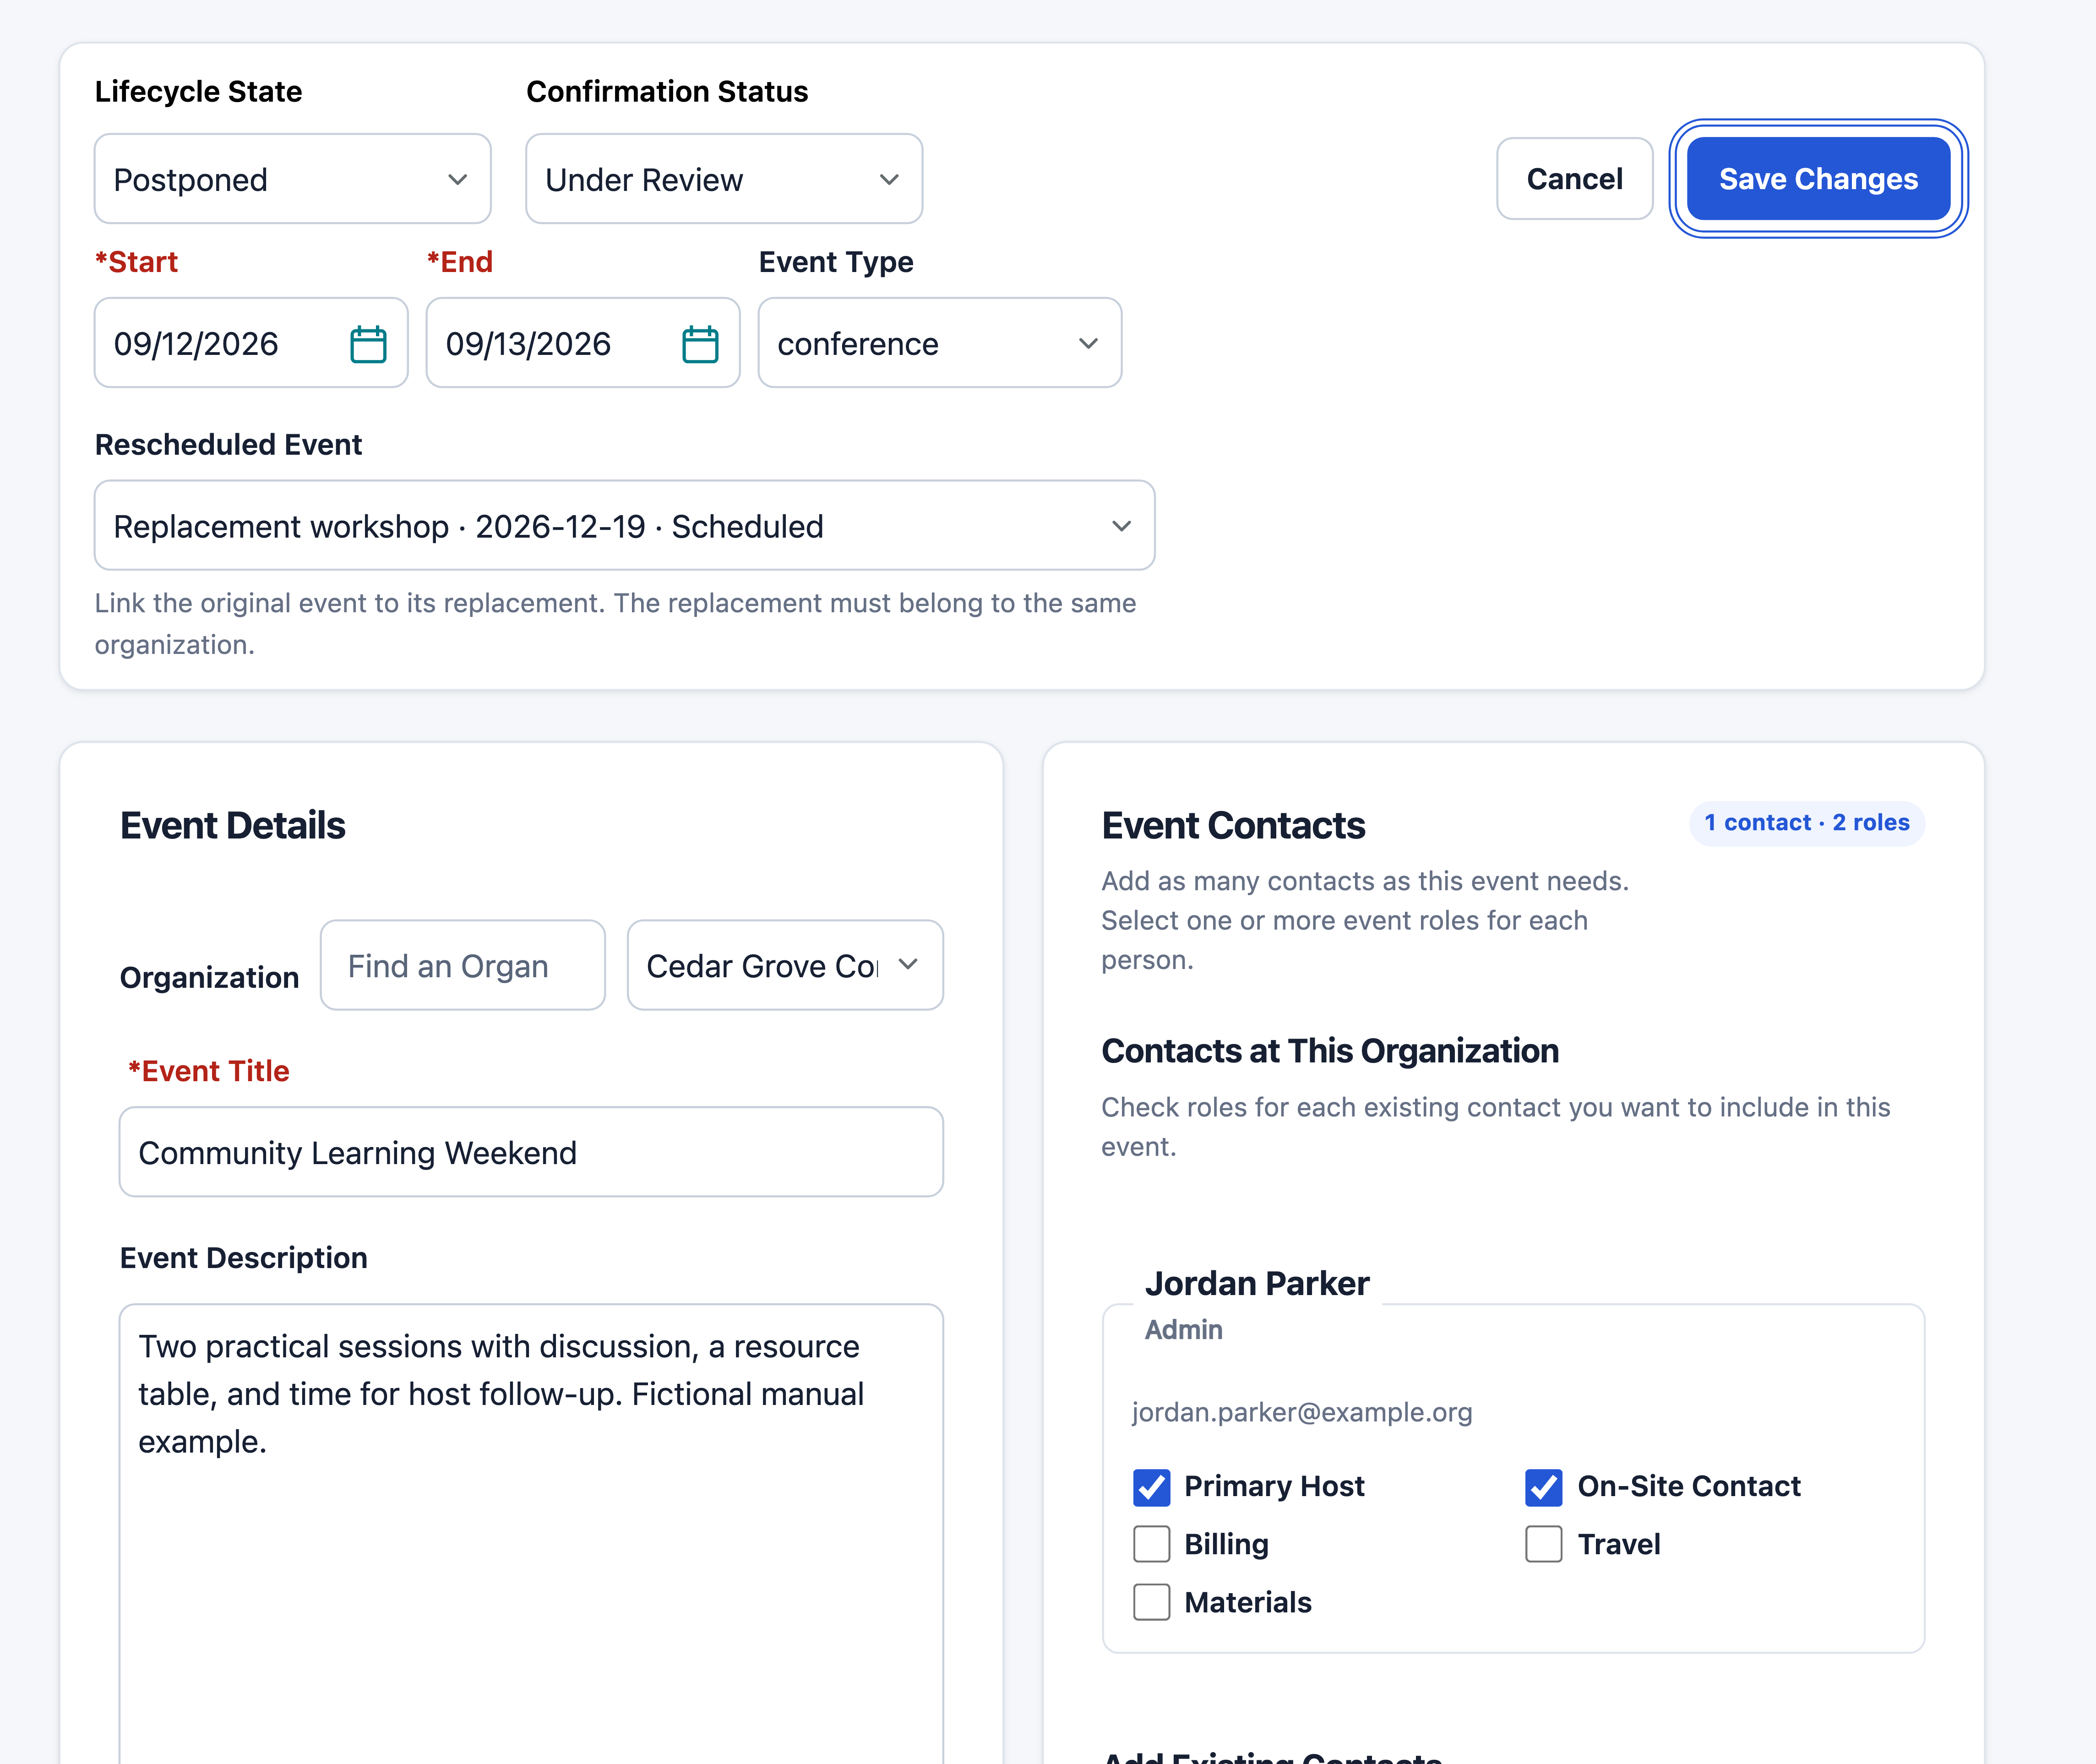 Lifecycle State
Confirmation Status
Postponed
Under Review
Cancel
Save Changes
*Start
*End
Event Type
09/12/2026
09/13/2026
conference
Rescheduled Event
Replacement workshop · 2026-12-19 · Scheduled
Link the original event to its replacement. The replacement must belong to the same
organization.
Event Details
Organization
Find an Organ
Cedar Grove
*Event Title
Community Learning Weekend
Event Description
Two practical sessions with discussion, a resource
table, and time for host follow-up. Fictional manual
example.
Event Contacts
1 contact · 2 roles
Add as many contacts as this event needs.
Select one or more event roles for each
person.
Contacts at This Organization
Check roles for each existing contact you want to include in this
event.
Jordan Parker
Admin
jordan.parker@example.org
Primary Host
On-Site Contact
Billing
Travel
Materials
Add Existing Contacts